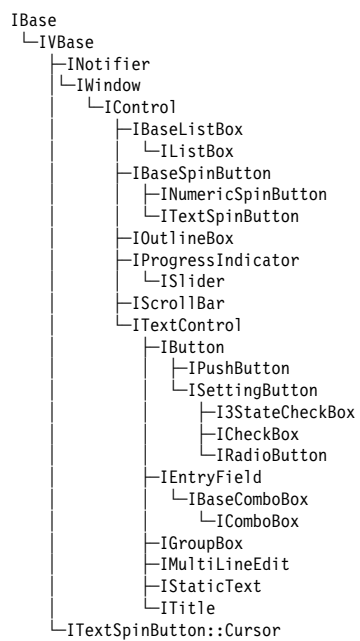 IBase
IVBase
INotifier
IWindow
IControl
IBaseListBox
IListBox
IBaseSpinButton
INumericSpinButton
ITextSpinButton
IOutlineBox
IProgressIndicator
ISlider
IScrollBar
ITextControl
IButton
IPushButton
ISettingButton
I3StateCheckBox
ICheckBox
IRadioButton
IEntryField
IBaseComboBox
IComboBox
IGroupBox
IMultiLineEdit
IStaticText
ITitle
ITextSpinButton::Cursor